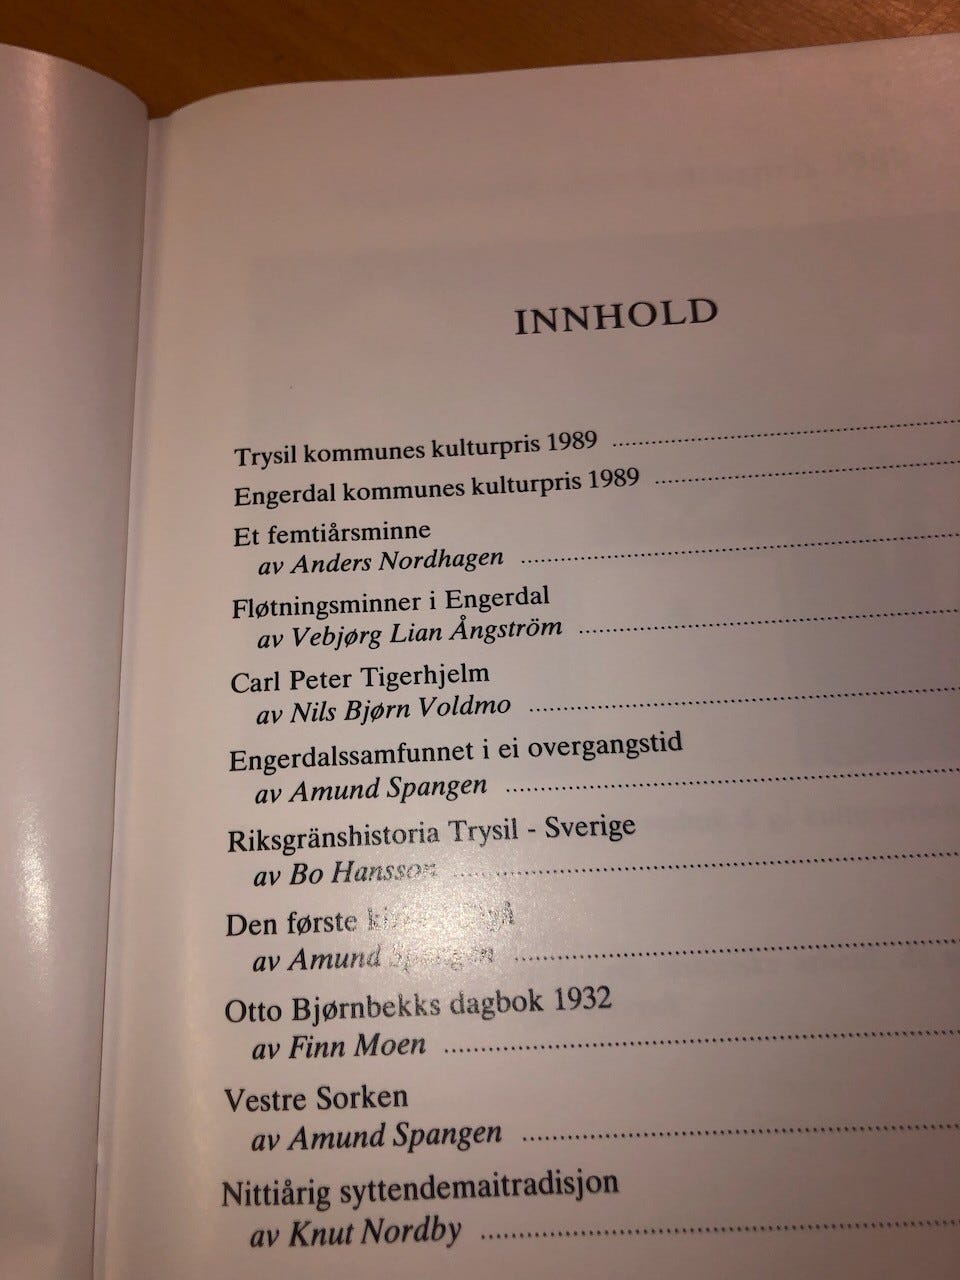 INNHOLD
Trysil kommunes kulturpris 1989
Engerdal kommunes kulturpris 1989
Et femtiårsminne
av Anders Nordhagen
Fløtningsminner i Engerdal
av Vebjørg Lian Ångström
Carl Peter Tigerhjelm
av Nils Bjørn Voldmo
Engerdalssamfunnet i ei overgangstid
av Amund Spangen
Riksgränshistoria Trysil - Sverige
av Bo Hansson
Den første
av Amund Spangen
Otto Bjørnbekks dagbok 1932
av Finn Moen
Vestre Sorken
av Amund Spangen
Nittiårig syttendemaitradisjon
av Knut Nordby